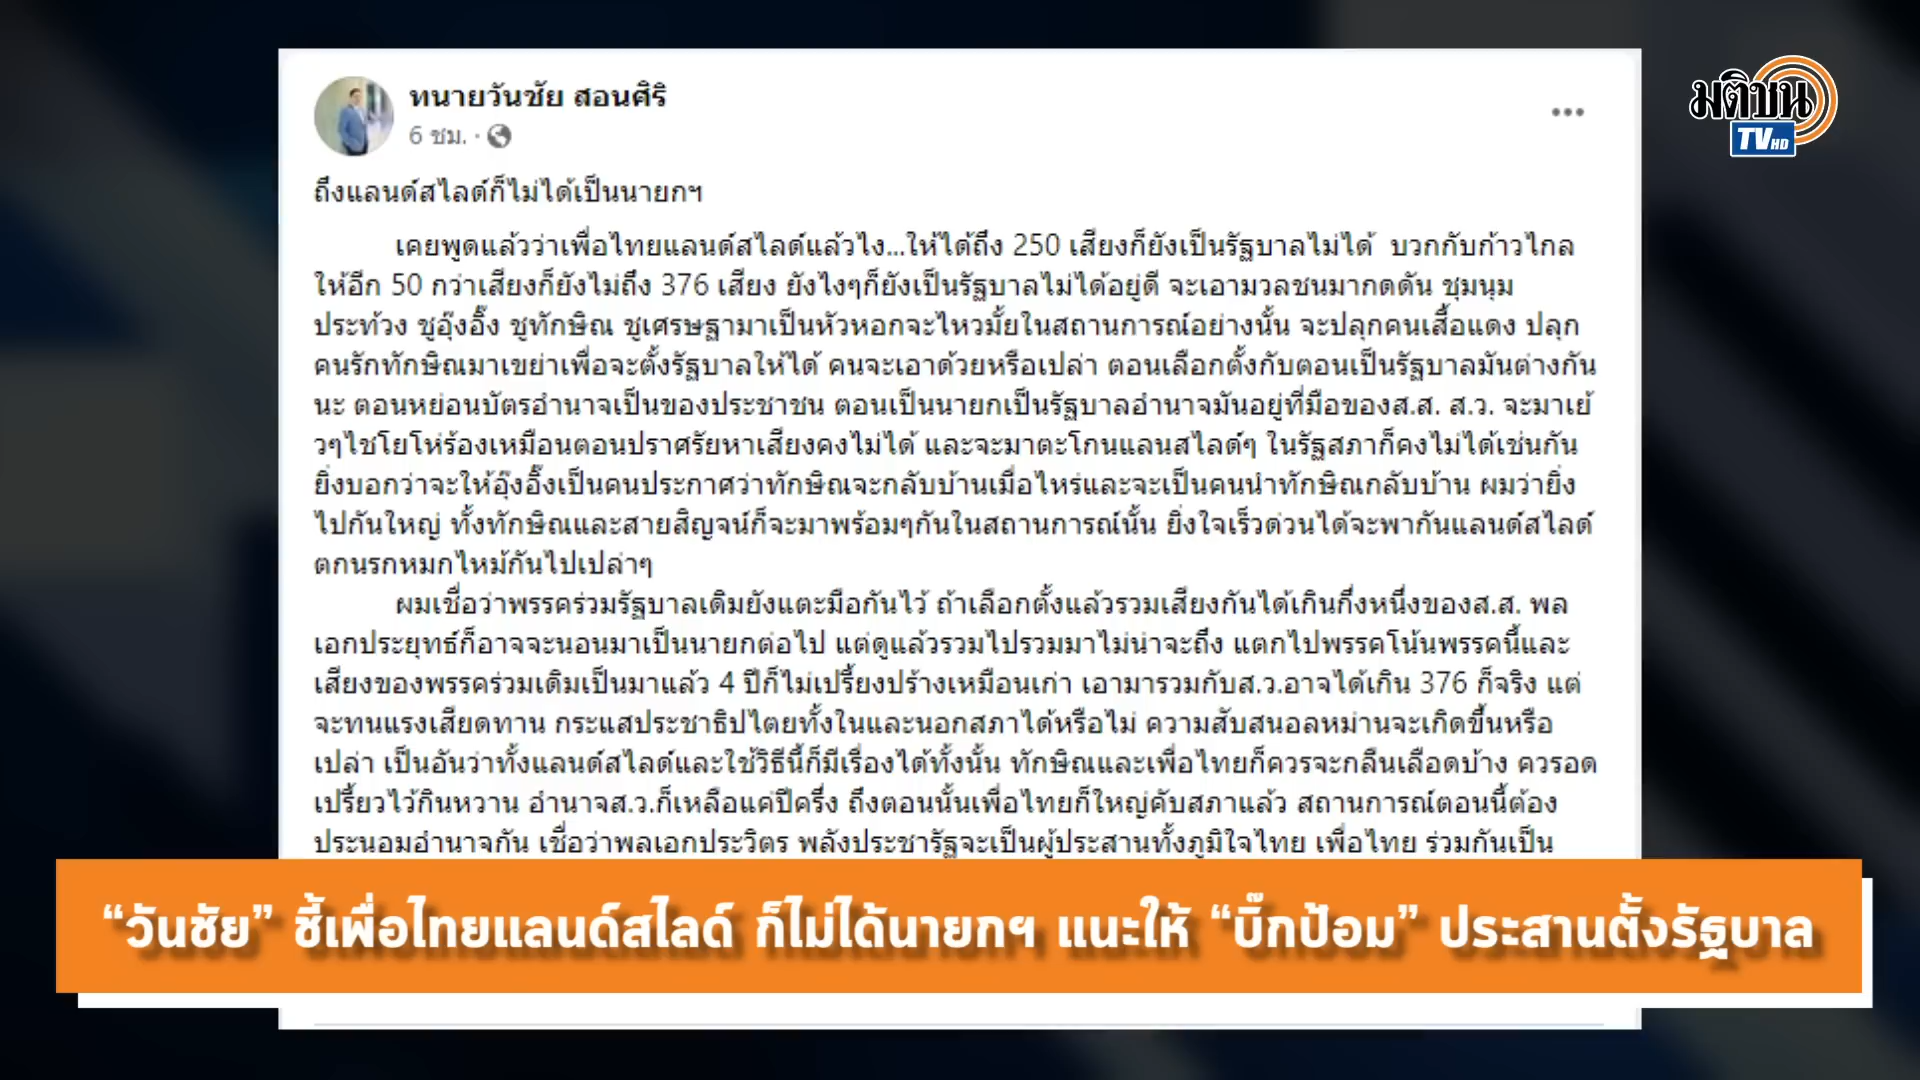 ทนายวันชัย สอนศิริ
6 ชม. ·
มติชน
TV HD
ถึงแลนด์สไลด์ก็ไม่ได้เป็นนายกฯ
เคยพูดแล้วว่าเพื่อไทยแลนด์สไลด์แล้วไง...ให้ได้ถึง 250 เสียงก็ยังเป็นรัฐบาลไม่ได้ บวกกับก้าวไกล
ให้อีก 50 กว่าเสียงก็ยังไม่ถึง 376 เสียง ยังไงๆก็ยังเป็นรัฐบาลไม่ได้อยู่ดี จะเอามวลชนมากดดัน ชุมนุม
ประท้วง ชูอุ๊งอิ๊ง ชูทักษิณ ชูเศรษฐามาเป็นหัวหอกจะไหวมั้ยในสถานการณ์อย่างนั้น จะปลุกคนเสื้อแดง ปลุก
คนรักทักษิณมาเขย่าเพื่อจะตั้งรัฐบาลให้ได้ คนจะเอาด้วยหรือเปล่า ตอนเลือกตั้งกับตอนเป็นรัฐบาลมันต่างกัน
นะ ตอนหย่อนบัตรอำนาจเป็นของประชาชน ตอนเป็นนายกเป็นรัฐบาลอำนาจมันอยู่ที่มือของส.ส. ส.ว. จะมาเย้
วๆไชโยโห่ร้องเหมือนตอนปราศรัยหาเสียงคงไม่ได้ และจะมาตะโกนแลนสไลด์ๆ ในรัฐสภาก็คงไม่ได้เช่นกัน
ยิ่งบอกว่าจะให้อุ๊งอิ๊งเป็นคนประกาศว่าทักษิณจะกลับบ้านเมื่อไหร่และจะเป็นคนนำทักษิณกลับบ้าน ผมว่ายิ่ง
ไปกันใหญ่ ทั้งทักษิณและสายสิญจน์ก็จะมาพร้อมๆกันในสถานการณ์นั้น ยิ่งใจเร็วด่วนได้จะพากันแลนด์สไลด์
ตกนรกหมกไหม้กันไปเปล่าๆ
ผมเชื่อว่าพรรคร่วมรัฐบาลเดิมยังแตะมือกันไว้ ถ้าเลือกตั้งแล้วรวมเสียงกันได้เกินกึ่งหนึ่งของส.ส. พล
เอกประยุทธ์ก็อาจจะนอนมาเป็นนายกต่อไป แต่ดูแล้วรวมไปรวมมาไม่น่าจะถึง แตกไปพรรคโน้นพรรคนี้และ
เสียงของพรรคร่วมเดิมเป็นมาแล้ว 4 ปีก็ไม่เปรี้ยงปร้างเหมือนเก่า เอามารวมกับส.ว.อาจได้เกิน 376 ก็จริง แต่
จะทนแรงเสียดทาน กระแสประชาธิปไตยทั้งในและนอกสภาได้หรือไม่ ความสับสนอลหม่านจะเกิดขึ้นหรือ
เปล่า เป็นอันว่าทั้งแลนด์สไลด์และใช้วิธีนี้ก็มีเรื่องได้ทั้งนั้น ทักษิณและเพื่อไทยก็ควรจะกลืนเลือดบ้าง ควรอด
เปรี้ยวไว้กินหวาน อำนาจส.ว.ก็เหลือแค่ปีครึ่ง ถึงตอนนั้นเพื่อไทยก็ใหญ่คับสภาแล้ว สถานการณ์ตอนนี้ต้อง
ประนอมอำนาจกัน เชื่อว่าพลเอกประวิตร พลังประชารัฐจะเป็นผู้ประสานทั้งภูมิใจไทย เพื่อไทย ร่วมกันเป็น
“วันชัย” ชี้เพื่อไทยแลนด์สไลด์ ก็ไม่ได้นายกฯ แนะให้ “บิ๊กป้อม” ประสานตั้งรัฐบาล